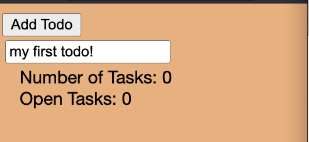 Add Todo
my first todo!
Number of Tasks: 0
Open Tasks: 0